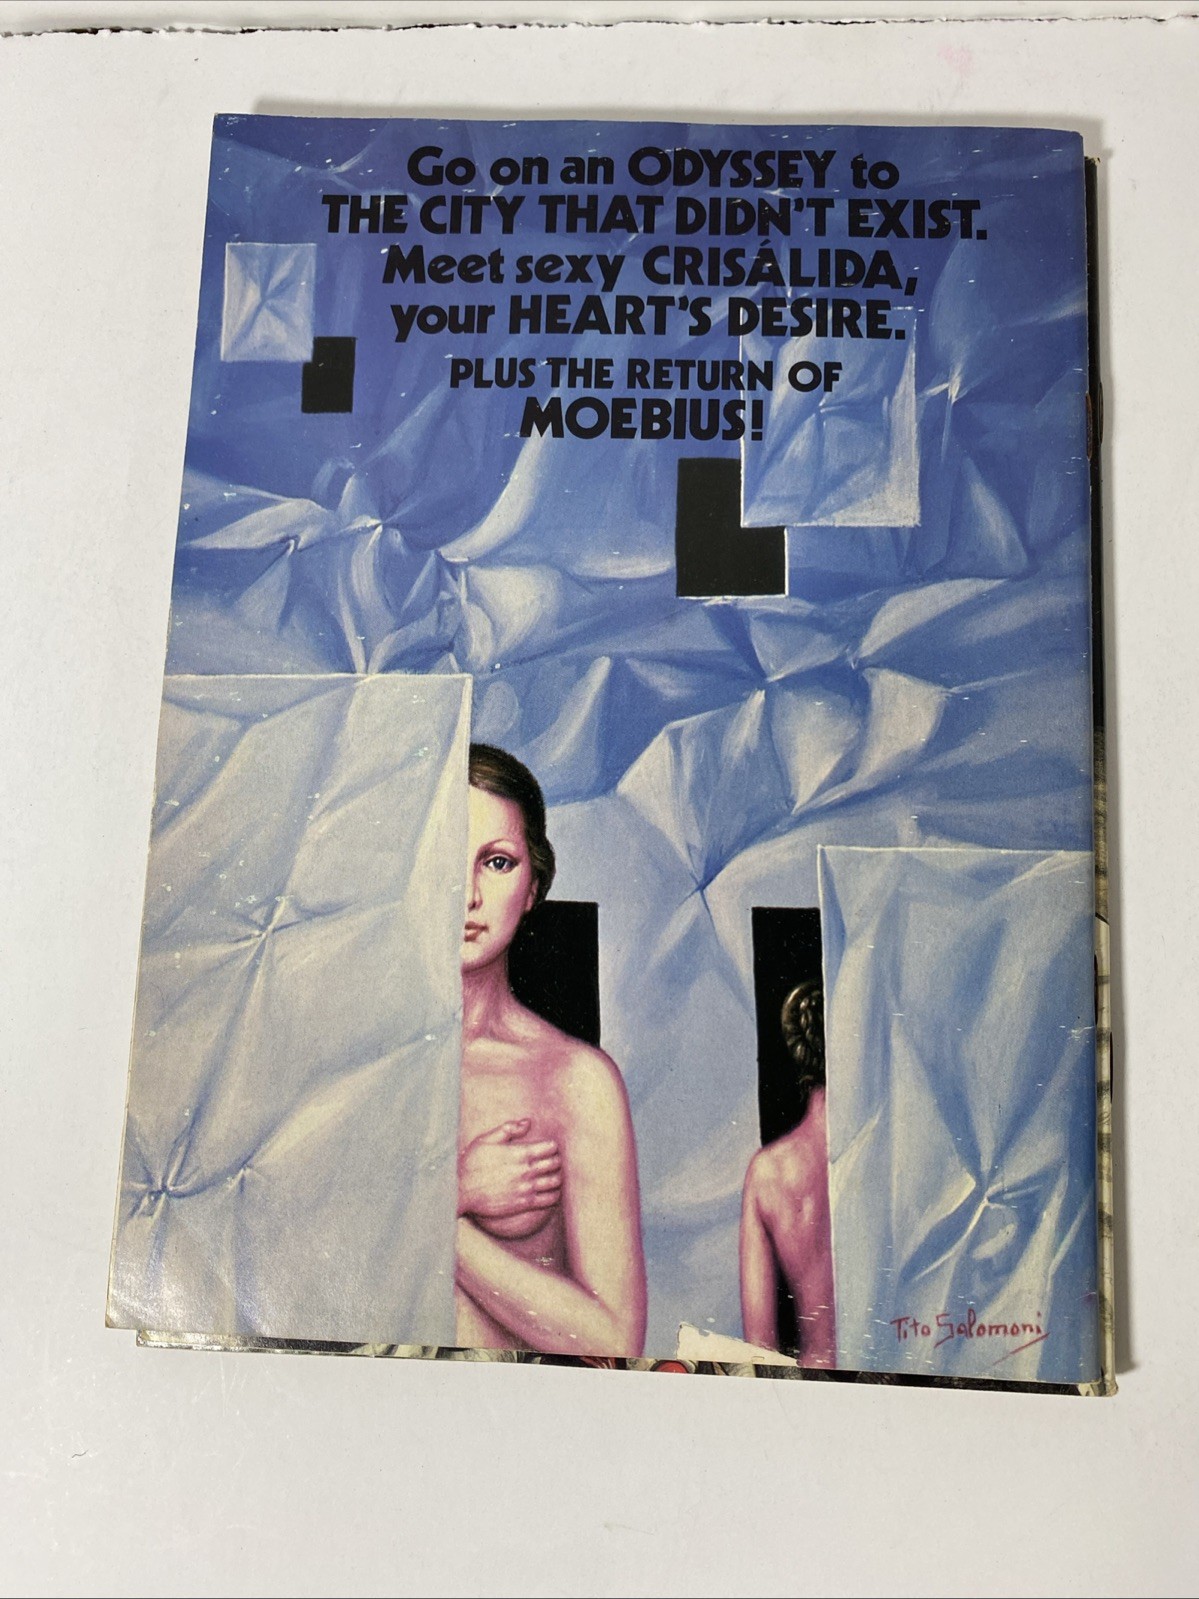 Go on an ODYSSEY to
THE CITY THAT DIDN'T EXIST.
Meet sexy CRISÁLIDA,
your HEART'S DESIRE.
PLUS THE RETURN OF
MOEBIUS!
Tito Salomoni